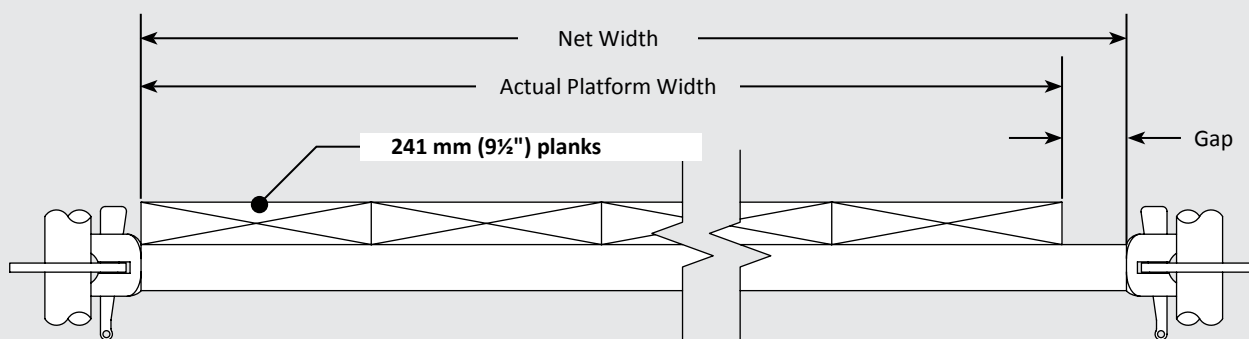 Net Width
Actual Platform Width
241 mm (9½") planks
Gap